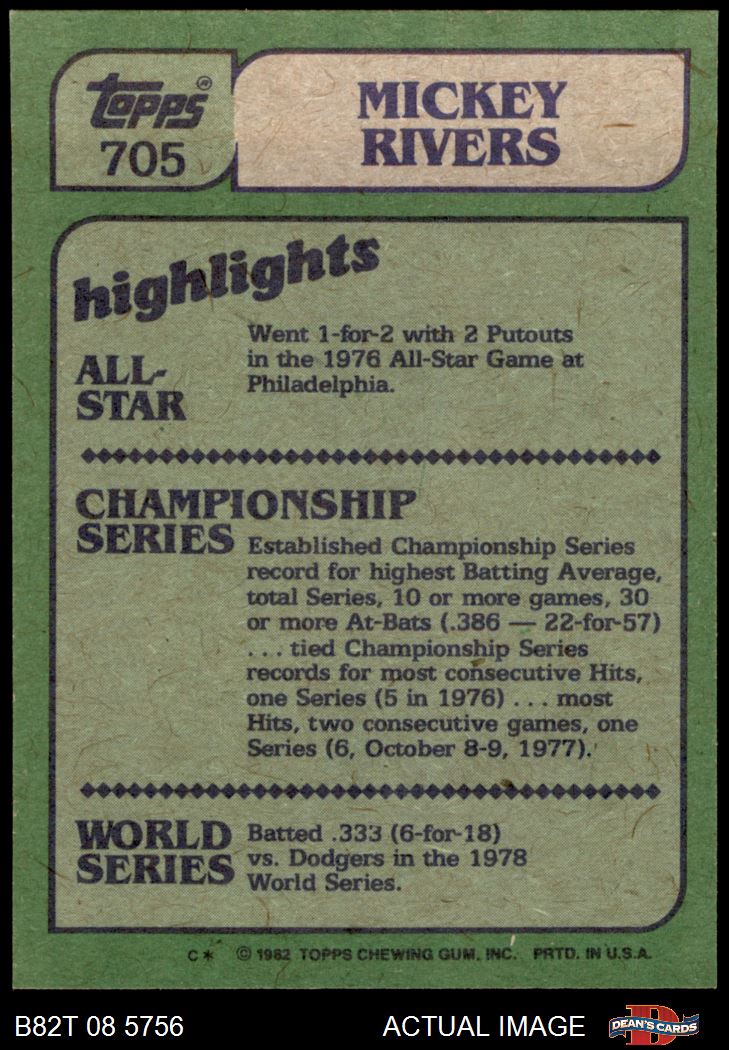 topps®
705
MICKEY
RIVERS
highlights
ALL-
STAR
Went 1-for-2 with 2 Putouts
in the 1976 All-Star Game at
Philadelphia.
CHAMPIONSHIP
SERIES
Established Championship Series
record for highest Batting Average,
total Series, 10 or more games, 30
or more At-Bats (.386 — 22-for-57)
. . . tied Championship Series
records for most consecutive Hits,
one Series (5 in 1976) . . . most
Hits, two consecutive games, one
Series (6, October 8-9, 1977).
WORLD
SERIES
Batted .333 (6-for-18)
vs. Dodgers in the 1978
World Series.
C* © 1982 TOPPS CHEWING GUM, INC. PRTD. IN U.S.A.
B82T 08 5756
ACTUAL IMAGE
D
DEAN'S CARDS